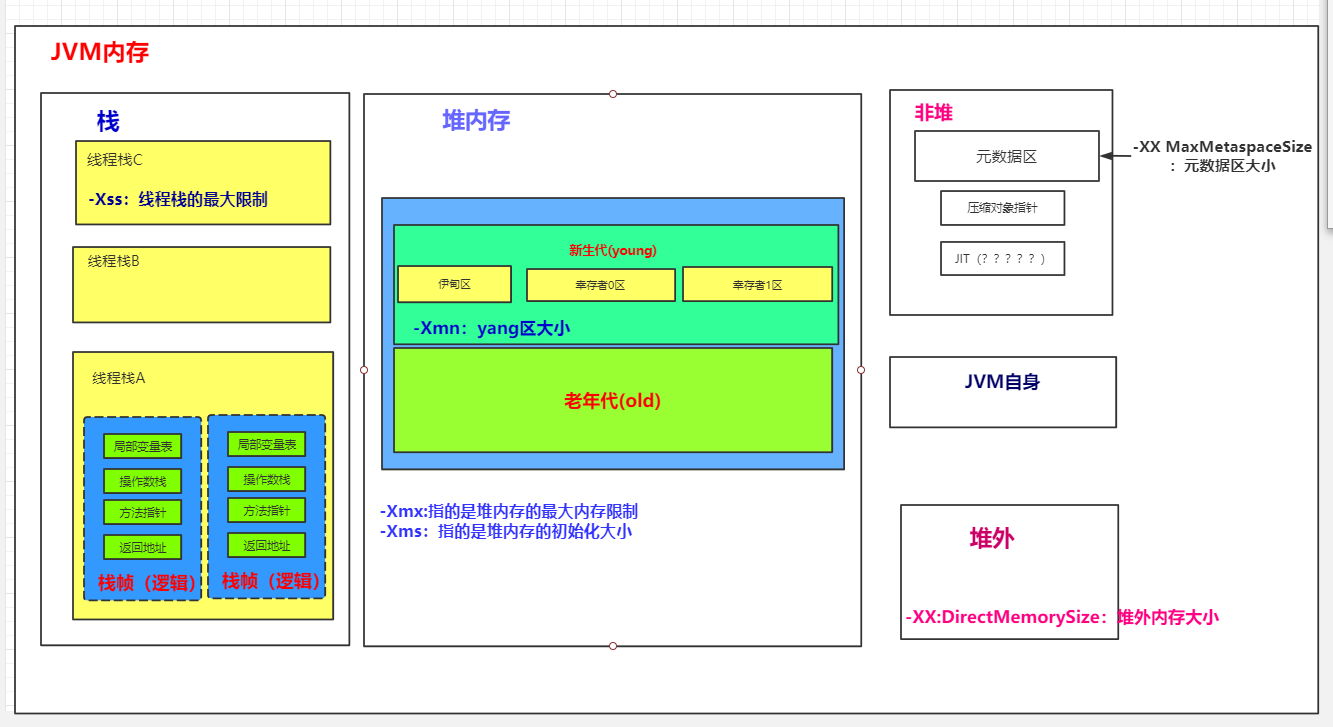 JVM内存
栈
线程栈C
-Xss：线程栈的最大限制
线程栈B
线程栈A
局部变量表
操作数栈
方法指针
返回地址
栈帧（逻辑）
局部变量表
操作数栈
方法指针
返回地址
栈帧（逻辑）
堆内存
新生代(young)
伊甸区
幸存者0区
幸存者1区
-Xmn：yang区大小
老年代(old)
-Xmx:指的是堆内存的最大内存限制
-Xms：指的是堆内存的初始化大小
非堆
元数据区
压缩对象指针
JIT（？？？？？）
-XX MaxMetaspaceSize
：元数据区大小
JVM自身
堆外
-XX:DirectMemorySize：堆外内存大小